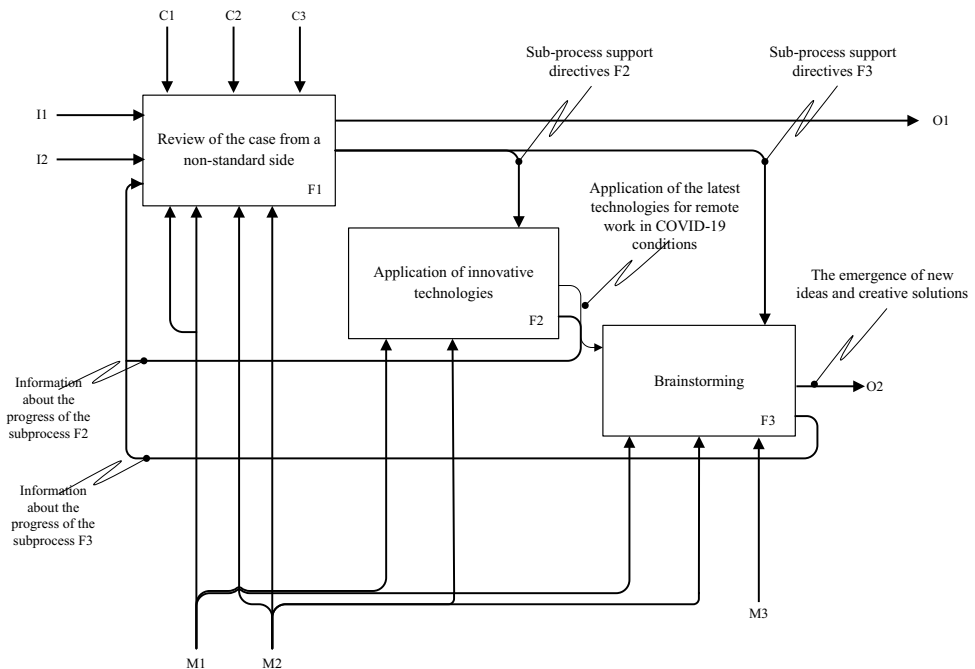 C1
C2
C3
Sub-process support
directives F2
Sub-process support
directives F3
I1
I2
Review of the case from a
non-standard side
F1
O1
Application of the latest
technologies for remote
work in COVID-19
conditions
Application of innovative
technologies
F2
The emergence of new
ideas and creative solutions
Brainstorming
F3
O2
Information
about the
progress of the
subprocess F2
Information
about the
progress of the
subprocess F3
M1
M2
M3